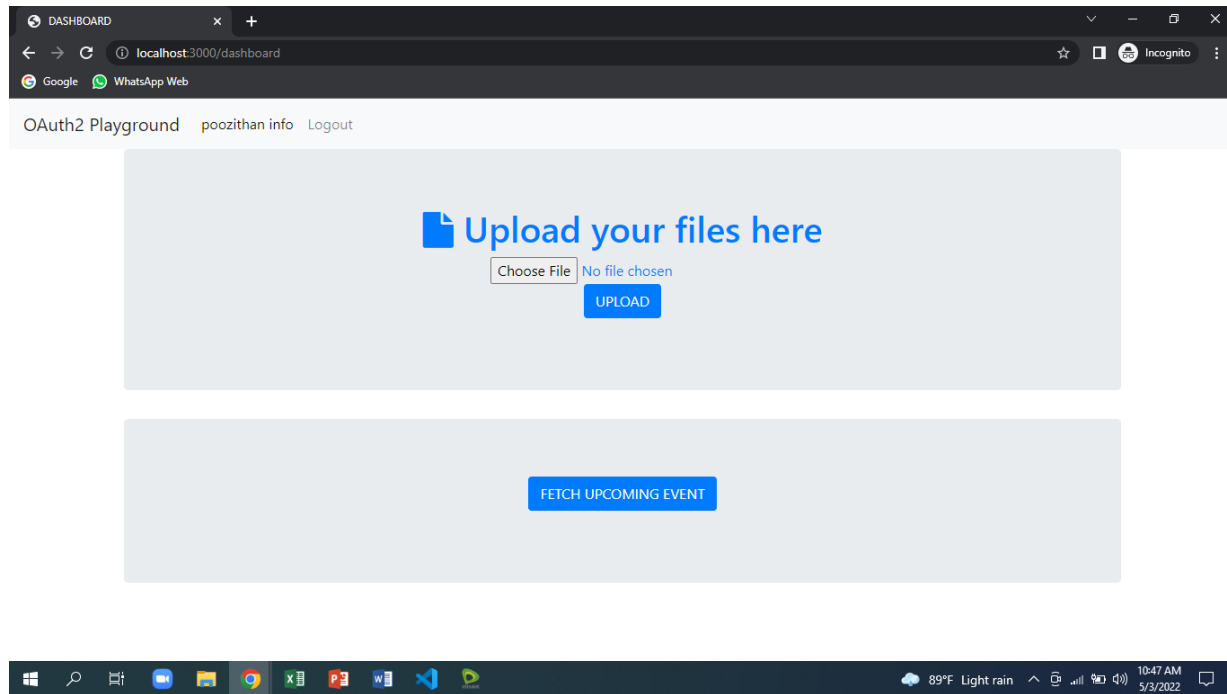 DASHBOARD
localhost:3000/dashboard
Incognito
Google WhatsApp Web
OAuth2 Playground poozithan info Logout
Upload your files here
Choose File No file chosen
UPLOAD
FETCH UPCOMING EVENT
89°F Light rain
10:47 AM
5/3/2022